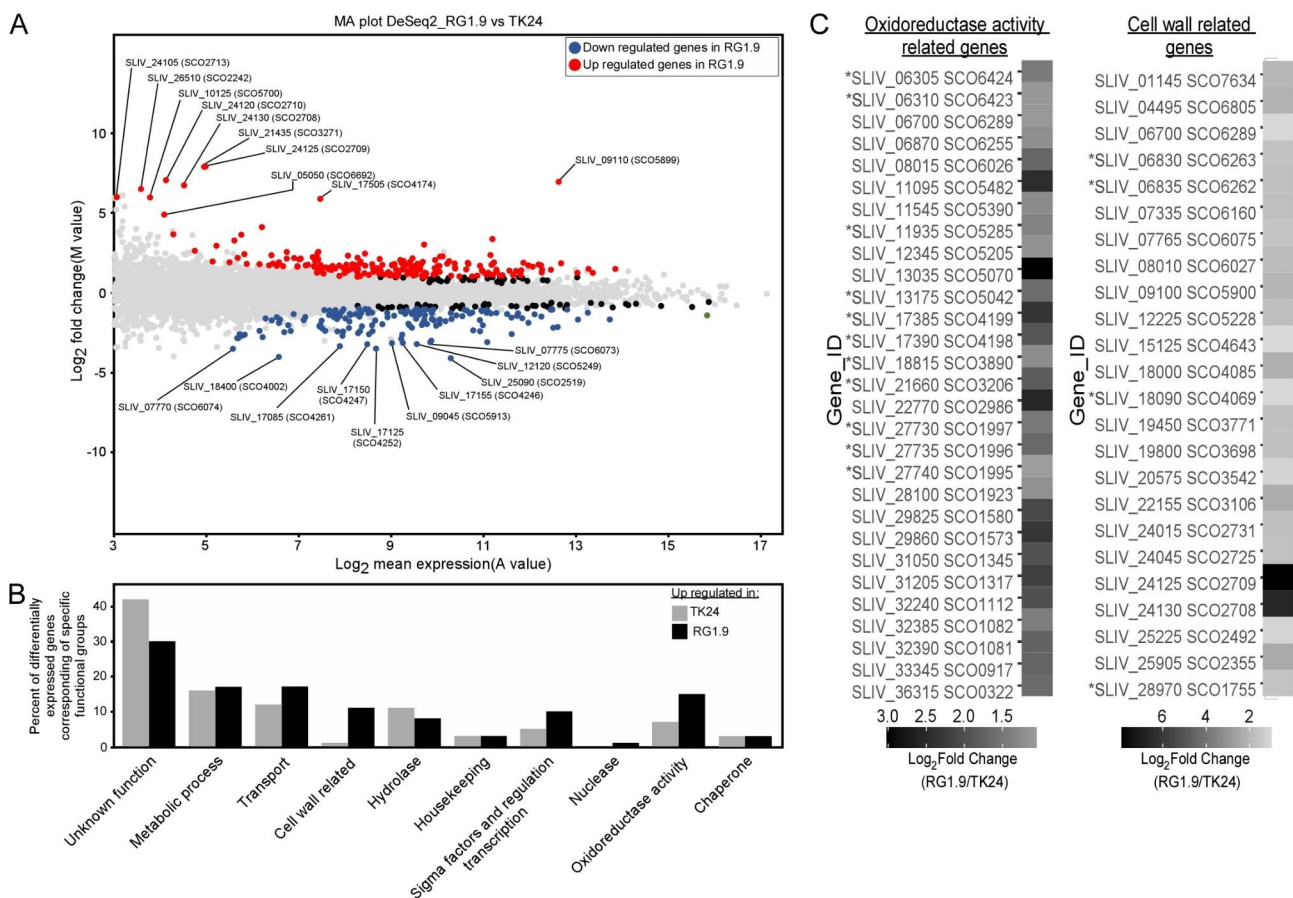 A
MA plot DeSeq2_RG1.9 vs TK24
Down regulated genes in RG1.9
Up regulated genes in RG1.9
SLIV_24105 (SCO2713)
SLIV_26510 (SCO2242)
SLIV_10125 (SCO5700)
SLIV_24120 (SCO2710)
SLIV_24130 (SCO2708)
SLIV_21435 (SCO3271)
SLIV_24125 (SCO2709)
SLIV_05050 (SCO6692)
SLIV_17505 (SCO4174)
SLIV_09110 (SCO5899)
SLIV_07775 (SCO6073)
SLIV_12120 (SCO5249)
SLIV_25090 (SCO2519)
SLIV_17155 (SCO4246)
SLIV_09045 (SCO5913)
SLIV_17125
(SCO4252)
SLIV_17150
(SCO4247)
SLIV_17085 (SCO4261)
SLIV_18400 (SCO4002)
SLIV_07770 (SCO6074)
Log2 fold change(M value)
10
5
0
-5
-10
3 5 7 9 11 13 15 17
Log2 mean expression(A value)
B
Percent of differentially
expressed genes
corresponding of specific
functional groups
40
30
20
10
0
Up regulated in:
TK24
RG1.9
Unknown function
Metabolic process
Transport
Cell wall related
Hydrolase
Housekeeping
Sigma factors and regulation
transcription
Nuclease
Oxidoreductase activity
Chaperone
C
Oxidoreductase activity
related genes
Gene_ID
*SLIV_06305 SCO6424
*SLIV_06310 SCO6423
SLIV_06700 SCO6289
SLIV_06870 SCO6255
SLIV_08015 SCO6026
SLIV_11095 SCO5482
SLIV_11545 SCO5390
*SLIV_11935 SCO5285
SLIV_12345 SCO5205
SLIV_13035 SCO5070
*SLIV_13175 SCO5042
*SLIV_17385 SCO4199
*SLIV_17390 SCO4198
*SLIV_18815 SCO3890
*SLIV_21660 SCO3206
SLIV_22770 SCO2986
*SLIV_27730 SCO1997
*SLIV_27735 SCO1996
*SLIV_27740 SCO1995
SLIV_28100 SCO1923
SLIV_29825 SCO1580
SLIV_29860 SCO1573
SLIV_31050 SCO1345
SLIV_31205 SCO1317
SLIV_32240 SCO1112
SLIV_32385 SCO1082
SLIV_32390 SCO1081
SLIV_33345 SCO0917
SLIV_36315 SCO0322
3.0 2.5 2.0 1.5
Log2Fold Change
(RG1.9/TK24)
Cell wall related
genes
Gene_ID
SLIV_01145 SCO7634
SLIV_04495 SCO6805
SLIV_06700 SCO6289
*SLIV_06830 SCO6263
*SLIV_06835 SCO6262
SLIV_07335 SCO6160
SLIV_07765 SCO6075
SLIV_08010 SCO6027
SLIV_09100 SCO5900
SLIV_12225 SCO5228
SLIV_15125 SCO4643
SLIV_18000 SCO4085
*SLIV_18090 SCO4069
SLIV_19450 SCO3771
SLIV_19800 SCO3698
SLIV_20575 SCO3542
SLIV_22155 SCO3106
SLIV_24015 SCO2731
SLIV_24045 SCO2725
SLIV_24125 SCO2709
SLIV_24130 SCO2708
SLIV_25225 SCO2492
SLIV_25905 SCO2355
*SLIV_28970 SCO1755
6 4 2
Log2Fold Change
(RG1.9/TK24)